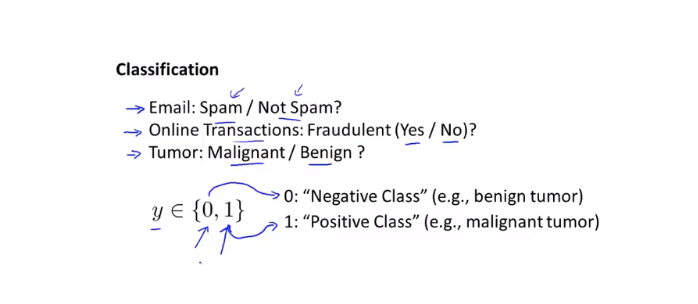 Classification
Email: Spam / Not Spam?
Online Transactions: Fraudulent (Yes / No)?
Tumor: Malignant / Benign ?
y ∈ {0, 1}
0: “Negative Class” (e.g., benign tumor)
1: “Positive Class” (e.g., malignant tumor)